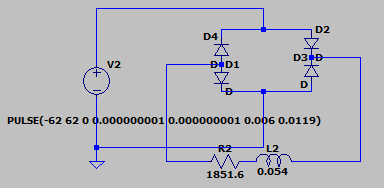 D4
D2
V2
D D1
D3 D
D
D
PULSE(-62 62 0 0.000000001 0.000000001 0.006 0.0119)
R2
L2
1851.6
0.054